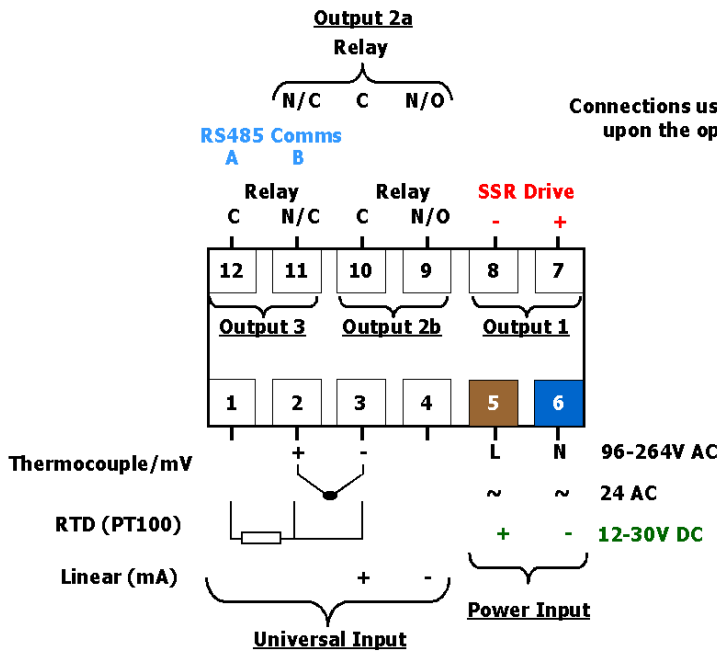 Output 2a
Relay
N/C C N/O
Connections us
upon the op
RS485 Comms
A B
Relay Relay SSR Drive
C N/C C N/O - +
12 11 10 9 8 7
Output 3 Output 2b Output 1
1 2 3 4 5 6
+ - L N 96-264V AC
Thermocouple/mV
~ ~ 24 AC
RTD (PT100)
+ - 12-30V DC
Linear (mA) + -
Power Input
Universal Input